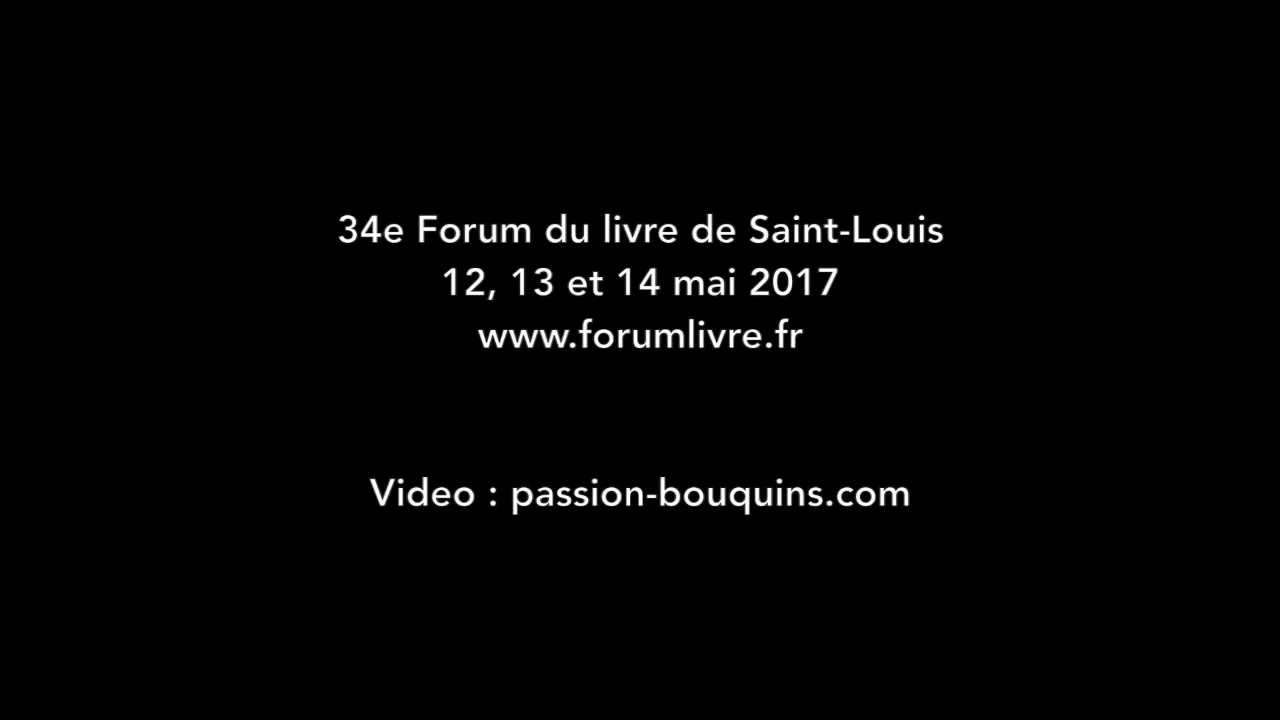 34e Forum du livre de Saint-Louis
12, 13 et 14 mai 2017
www.forumlivre.fr
Video : passion-bouquins.com